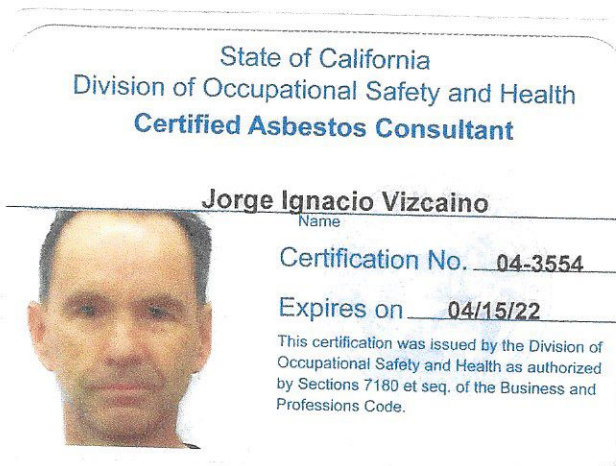 State of California
Division of Occupational Safety and Health
Certified Asbestos Consultant
Jorge Ignacio Vizcaino
Name
Certification No. 04-3554
Expires on 04/15/22
This certification was issued by the Division of
Occupational Safety and Health as authorized
by Sections 7180 et seq. of the Business and
Professions Code.